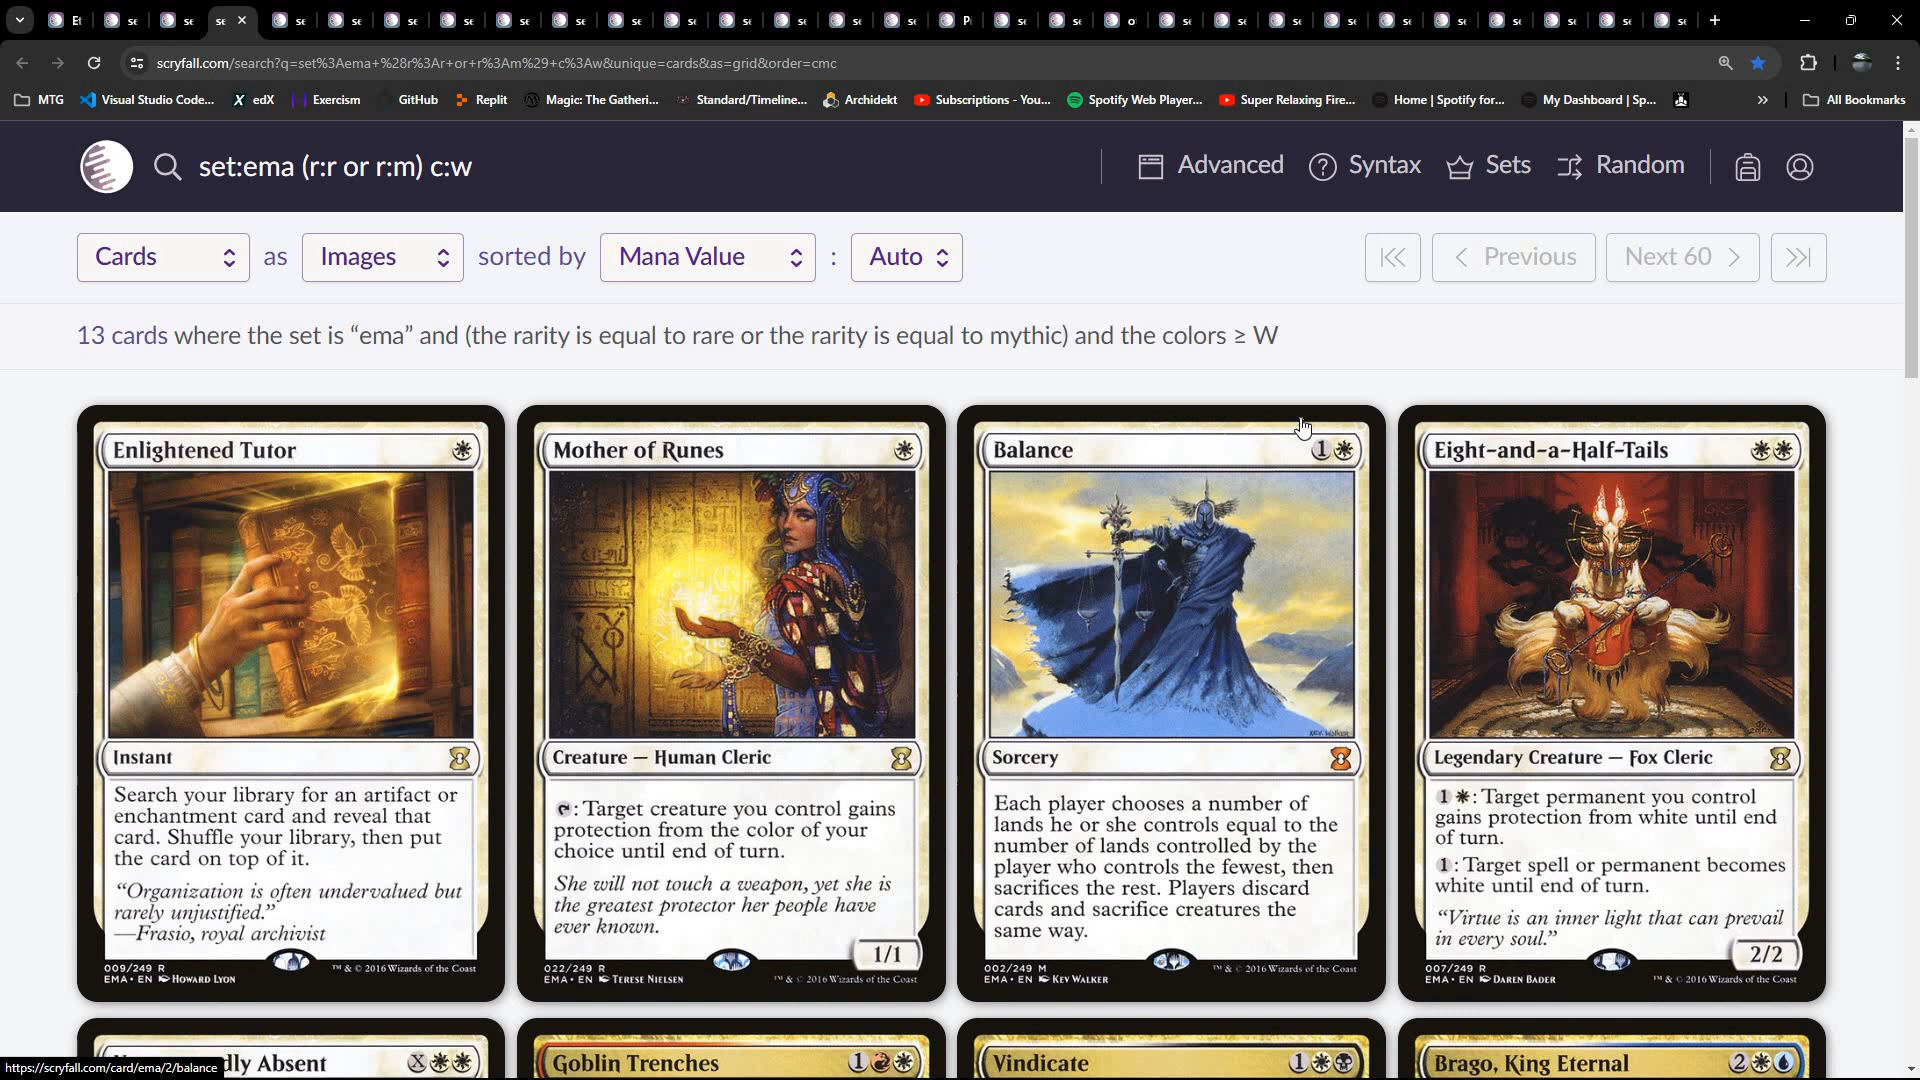 scryfall.com/search?q=set%3Aema+%28r%3Ar+or+r%3Am%29+c%3Aw&unique=cards&as=grid&order=cmc
MTG
Visual Studio Code...
edX
Exercism
GitHub
Replit
Magic: The Gatheri...
Standard/Timeline...
Archidekt
Subscriptions - You...
Spotify Web Player...
Super Relaxing Fire...
Home | Spotify for...
My Dashboard | Sp...
All Bookmarks
set:ema (r:r or r:m) c:w
Advanced
Syntax
Sets
Random
Cards as Images sorted by Mana Value : Auto
Previous
Next 60
13 cards where the set is “ema” and (the rarity is equal to rare or the rarity is equal to mythic) and the colors ≥ W
Enlightened Tutor
Instant
Search your library for an artifact or
enchantment card and reveal that
card. Shuffle your library, then put
the card on top of it.
“Organization is often undervalued but
rarely unjustified.”
—Frasio, royal archivist
009/249 R
EMA • EN HOWARD LYON
™ & © 2016 Wizards of the Coast
Mother of Runes
Creature — Human Cleric
: Target creature you control gains
protection from the color of your
choice until end of turn.
She will not touch a weapon, yet she is
the greatest protector her people have
ever known.
1/1
022/249 R
EMA • EN TERESE NIELSEN
™ & © 2016 Wizards of the Coast
Balance
1
Sorcery
Each player chooses a number of
lands he or she controls equal to the
number of lands controlled by the
player who controls the fewest, then
sacrifices the rest. Players discard
cards and sacrifice creatures the
same way.
002/249 M
EMA • EN KEV WALKER
™ & © 2016 Wizards of the Coast
Eight-and-a-Half-Tails
Legendary Creature — Fox Cleric
1 : Target permanent you control
gains protection from white until end
of turn.
1: Target spell or permanent becomes
white until end of turn.
“Virtue is an inner light that can prevail
in every soul.”
2/2
007/249 R
EMA • EN DAREN BADER
™ & © 2016 Wizards of the Coast
dly Absent
X
Goblin Trenches
1
Vindicate
1
Brago, King Eternal
2
https://scryfall.com/card/ema/2/balance